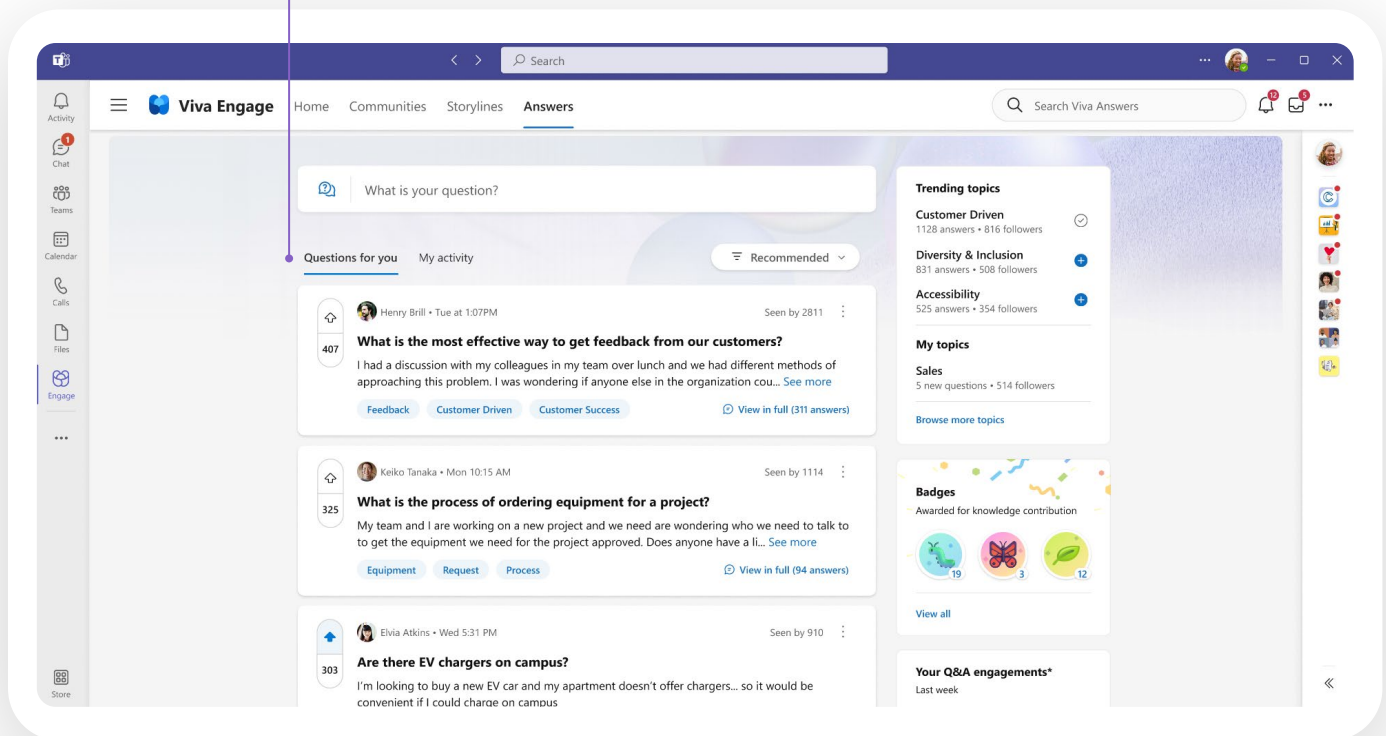 Search
...
Activity
1
Chat
Teams
Calendar
Calls
Files
Engage
...
Store
Viva Engage
Home Communities Storylines Answers
Search Viva Answers
12
5
...
What is your question?
Questions for you My activity
Recommended
Henry Brill • Tue at 1:07PM
Seen by 2811
407
What is the most effective way to get feedback from our customers?
I had a discussion with my colleagues in my team over lunch and we had different methods of
approaching this problem. I was wondering if anyone else in the organization cou... See more
Feedback Customer Driven Customer Success
View in full (311 answers)
Keiko Tanaka • Mon 10:15 AM
Seen by 1114
325
What is the process of ordering equipment for a project?
My team and I are working on a new project and we need are wondering who we need to talk to
to get the equipment we need for the project approved. Does anyone have a li... See more
Equipment Request Process
View in full (94 answers)
Elvia Atkins • Wed 5:31 PM
Seen by 910
303
Are there EV chargers on campus?
I'm looking to buy a new EV car and my apartment doesn't offer chargers... so it would be
convenient if I could charge on campus
Trending topics
Customer Driven
1128 answers • 816 followers
Diversity & Inclusion
831 answers • 508 followers
Accessibility
525 answers • 354 followers
My topics
Sales
5 new questions • 514 followers
Browse more topics
Badges
Awarded for knowledge contribution
19
3
12
View all
Your Q&A engagements*
Last week